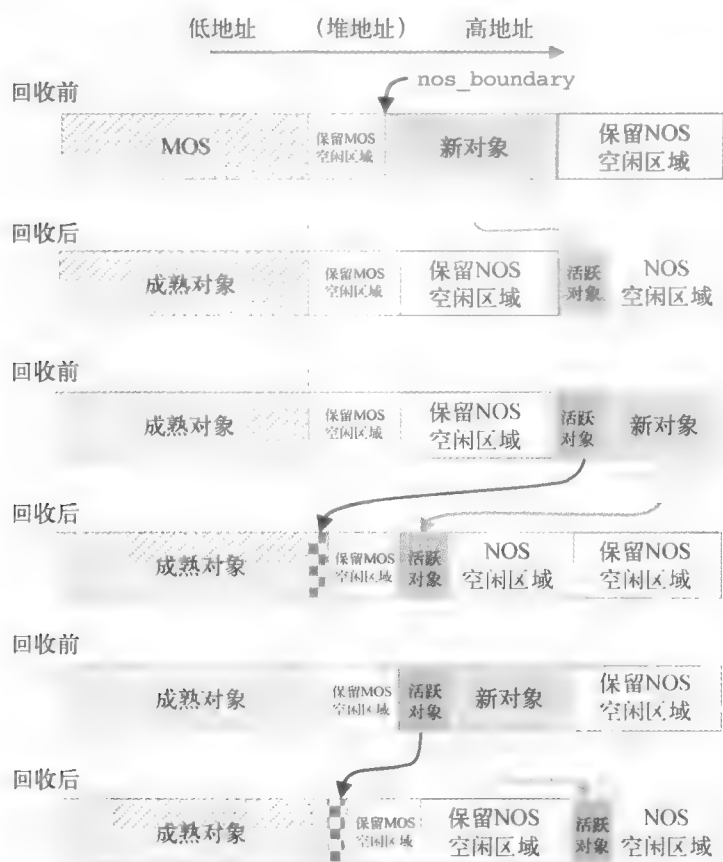 低地址 （堆地址） 高地址
nos_boundary
回收前
MOS 保留MOS 新对象 保留NOS
空闲区域 空闲区域
回收后
成熟对象 保留MOS 保留NOS 活跃 NOS
空闲区域 空闲区域 对象 空闲区域
回收前
成熟对象 保留MOS 保留NOS 活跃 新对象
空闲区域 空闲区域 对象
回收后
成熟对象 保留MOS 活跃 NOS 保留NOS
空闲区域 对象 空闲区域 空闲区域
回收前
成熟对象 保留MOS 活跃 新对象 保留NOS
空闲区域 对象 空闲区域
回收后
成熟对象 保留MOS 保留NOS 活跃 NOS
空闲区域 空闲区域 对象 空闲区域